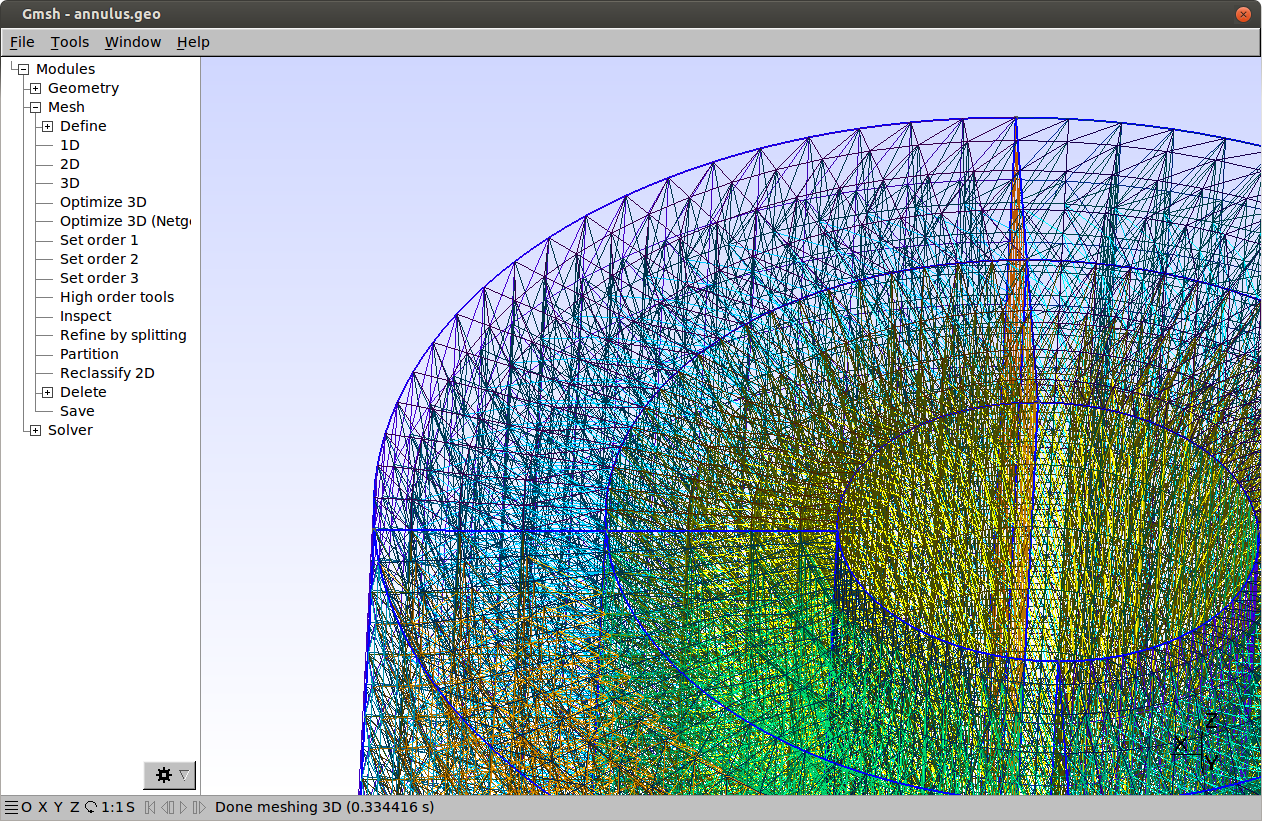 Gmsh - annulus.geo
File Tools Window Help
Modules
Geometry
Mesh
Define
1D
2D
3D
Optimize 3D
Optimize 3D (Netg
Set order 1
Set order 2
Set order 3
High order tools
Inspect
Refine by splitting
Partition
Reclassify 2D
Delete
Save
Solver
Z
X
Y
O X Y Z 1:1 S Done meshing 3D (0.334416 s)